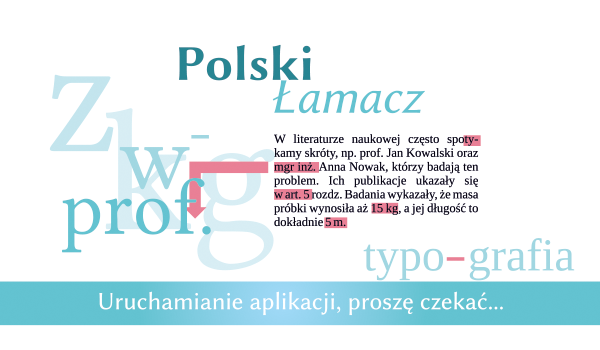 Polski
Łamacz
z
w-
kg
prof.
W literaturze naukowej często spoty-
kamy skróty, np. prof. Jan Kowalski oraz
mgr inż. Anna Nowak, którzy badają ten
problem. Ich publikacje ukazały się
w art. 5 rozdz. Badania wykazały, że masa
próbki wynosiła aż 15 kg, a jej długość to
dokładnie 5 m.
typo-grafia
Uruchamianie aplikacji, proszę czekać...